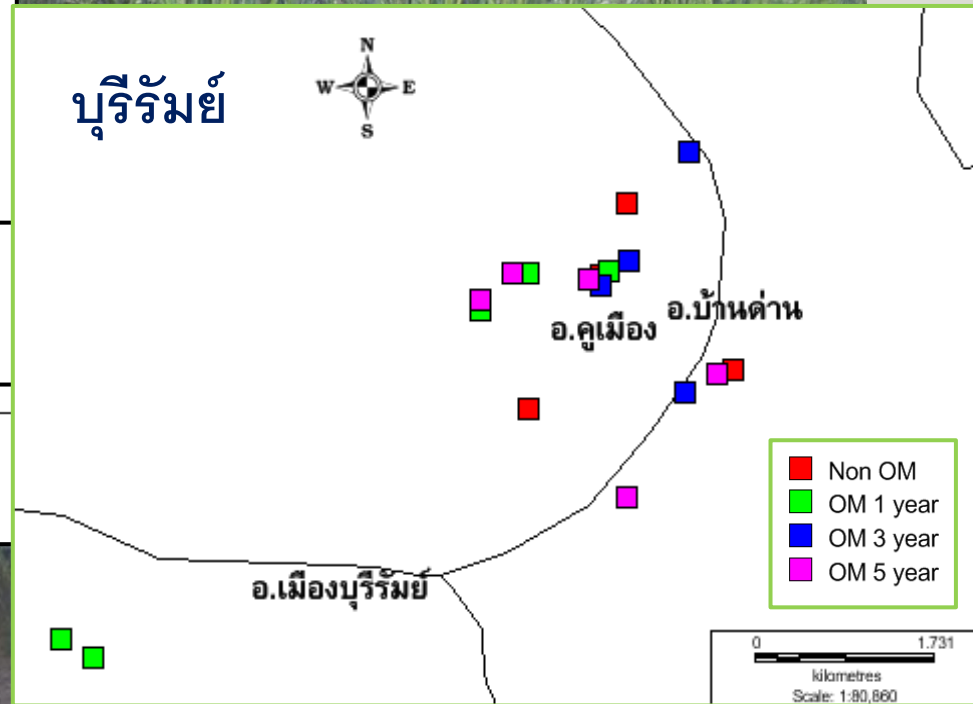 บุรีรัมย์
N
W E
S
อ.บ้านด่าน
อ.คูเมือง
Non OM
OM 1 year
OM 3 year
OM 5 year
อ.เมืองบุรีรัมย์
0 1.731
kilometres
Scale: 1:80,860